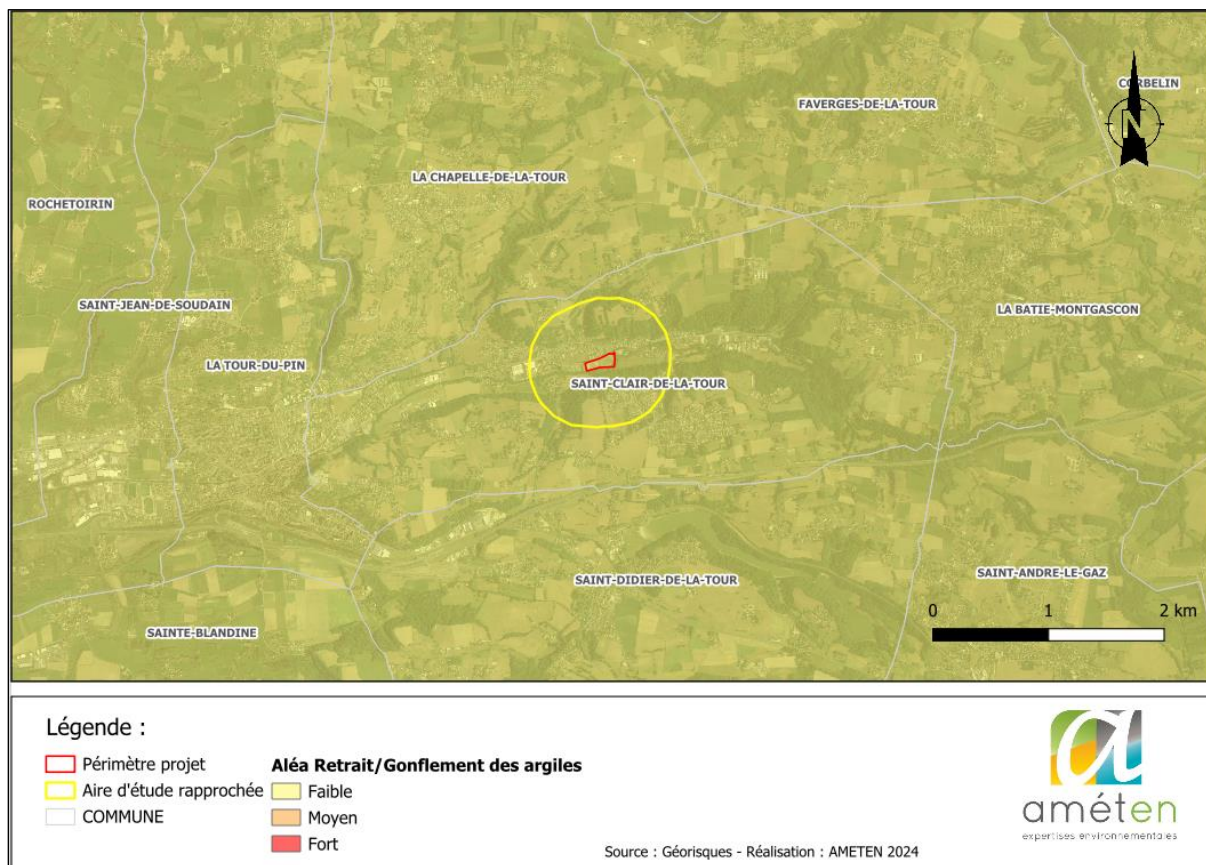 CORBELIN
FAVERGES-DE-LA-TOUR
N
LA CHAPELLE-DE-LA-TOUR
ROCHETOIRIN
SAINT-JEAN-DE-SOUDAIN
LA BATIE-MONTGASCON
LA TOUR-DU-PIN
SAINT-CLAIR-DE-LA-TOUR
SAINT-DIDIER-DE-LA-TOUR
SAINT-ANDRE-LE-GAZ
0 1 2 km
SAINTE-BLANDINE
Légende :
Périmètre projet
Aire d'étude rapprochée
COMMUNE
Aléa Retrait/Gonflement des argiles
Faible
Moyen
Fort
Source : Géorisques - Réalisation : AMETEN 2024
a
améten
expertises environnementales